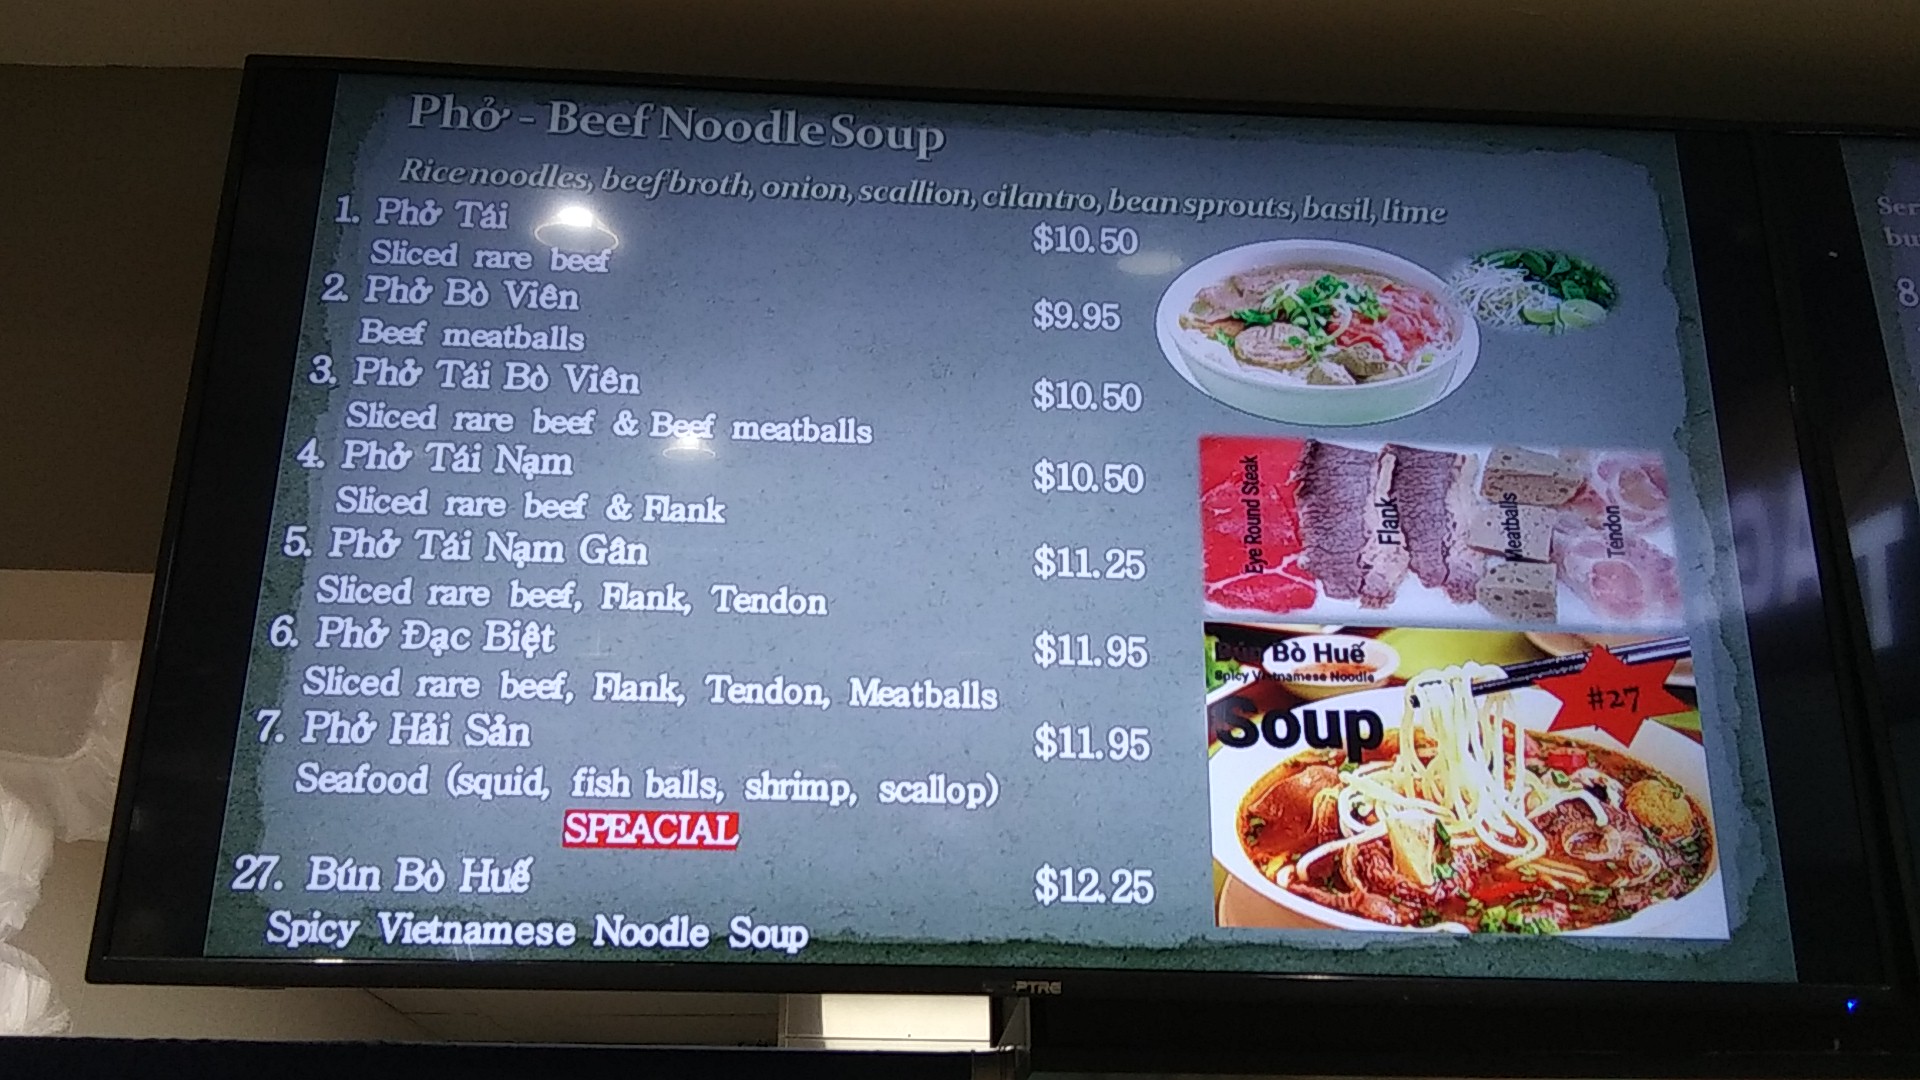 Phở - Beef Noodle Soup
Rice noodles, beef broth, onion, scallion, cilantro, bean sprouts, basil, lime
1. Phở Tái $10.50
Sliced rare beef
2. Phở Bò Viên $9.95
Beef meatballs
3. Phở Tái Bò Viên $10.50
Sliced rare beef & Beef meatballs
4. Phở Tái Nạm $10.50
Sliced rare beef & Flank
5. Phở Tái Nạm Gân $11.25
Sliced rare beef, Flank, Tendon
6. Phở Đạc Biệt $11.95
Sliced rare beef, Flank, Tendon, Meatballs
7. Phở Hải Sản $11.95
Seafood (squid, fish balls, shrimp, scallop)
SPEACIAL
27. Bún Bò Huế $12.25
Spicy Vietnamese Noodle Soup
Eye Round Steak
Flank
Meatballs
Tendon
Bún Bò Huế
Spicy Vietnamese Noodle
Soup
#27